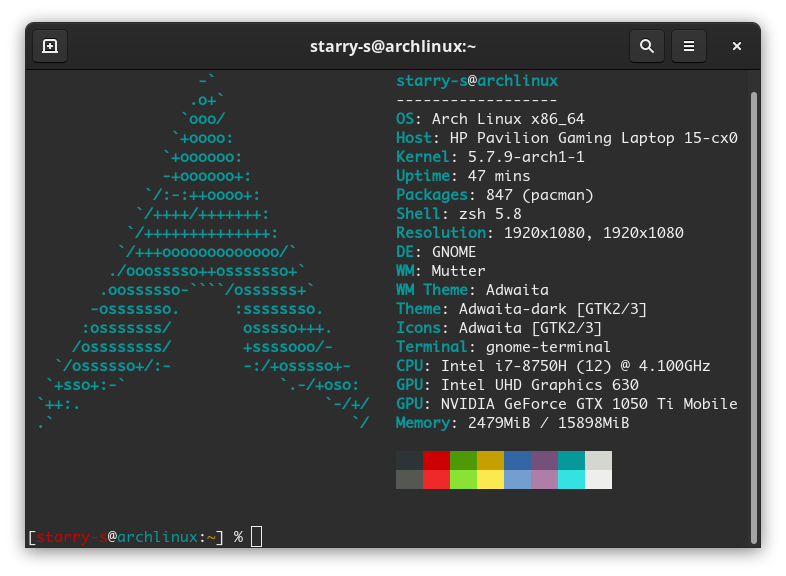 starry-s@archlinux:~
                   -`                    starry-s@archlinux
                  .o+`                   ------------------
                 `ooo/                   OS: Arch Linux x86_64
                `+oooo:                  Host: HP Pavilion Gaming Laptop 15-cx0
               `+oooooo:                 Kernel: 5.7.9-arch1-1
               -+oooooo+:                Uptime: 47 mins
             `/:-:++oooo+:               Packages: 847 (pacman)
            `/++++/+++++++:              Shell: zsh 5.8
           `/++++++++++++++:             Resolution: 1920x1080, 1920x1080
          `/+++ooooooooooooo/`           DE: GNOME
         ./ooosssso++osssssso+`          WM: Mutter
        .oossssso-````/ossssss+`         WM Theme: Adwaita
       -osssssso.      :ssssssso.        Theme: Adwaita-dark [GTK2/3]
      :osssssss/        osssso+++.       Icons: Adwaita [GTK2/3]
     /ossssssss/        +ssssooo/-       Terminal: gnome-terminal
   `/ossssso+/:-        -:/+osssso+-     CPU: Intel i7-8750H (12) @ 4.100GHz
  `+sso+:-`                 `.-/+oso:    GPU: Intel UHD Graphics 630
 `++:.                           `-/+/   GPU: NVIDIA GeForce GTX 1050 Ti Mobile
 .`                                 `/   Memory: 2479MiB / 15898MiB
[starry-s@archlinux:~] %